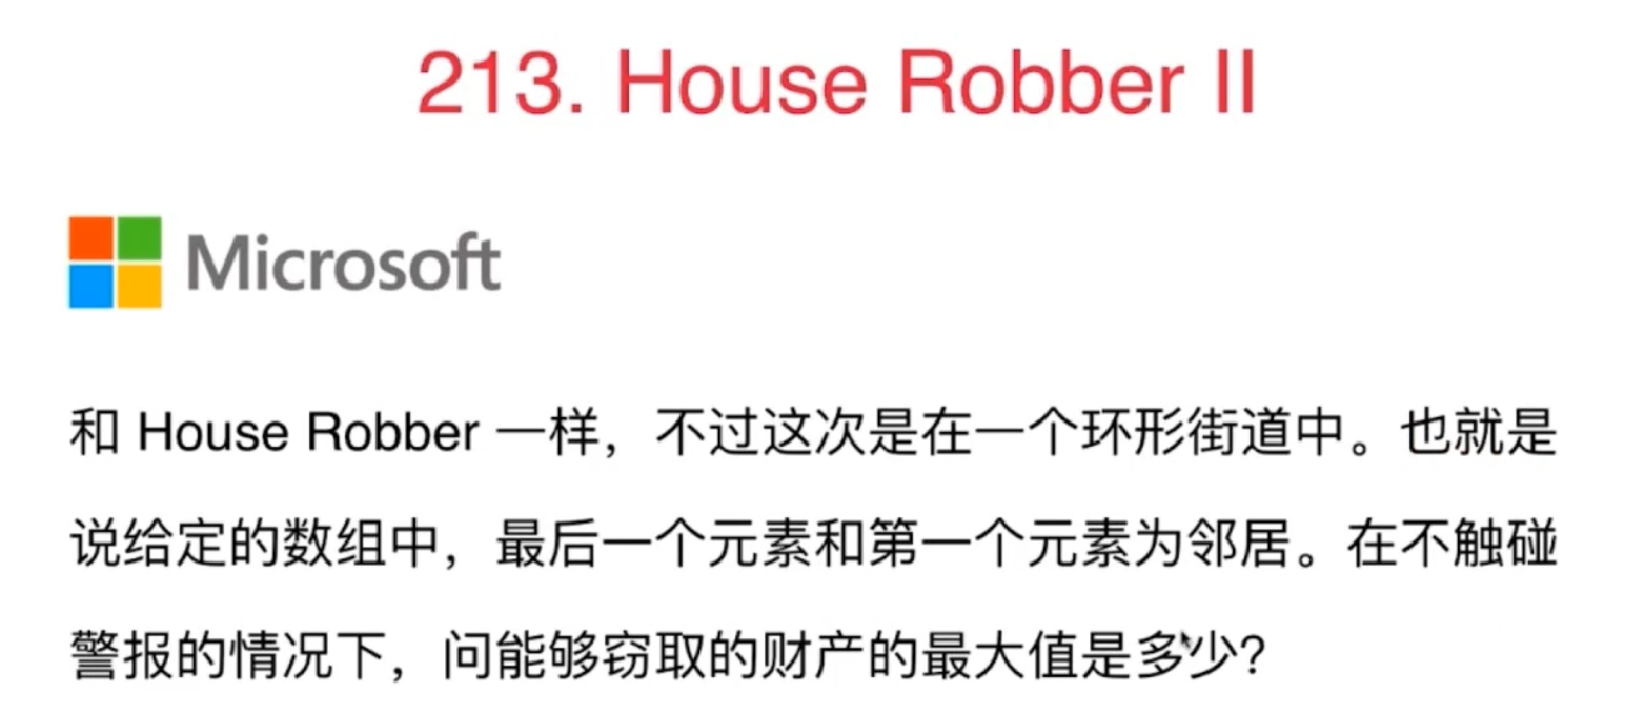 213. House Robber II
Microsoft
和 House Robber 一样，不过这次是在一个环形街道中。也就是
说给定的数组中，最后一个元素和第一个元素为邻居。在不触碰
警报的情况下，问能够窃取的财产的最大值是多少？